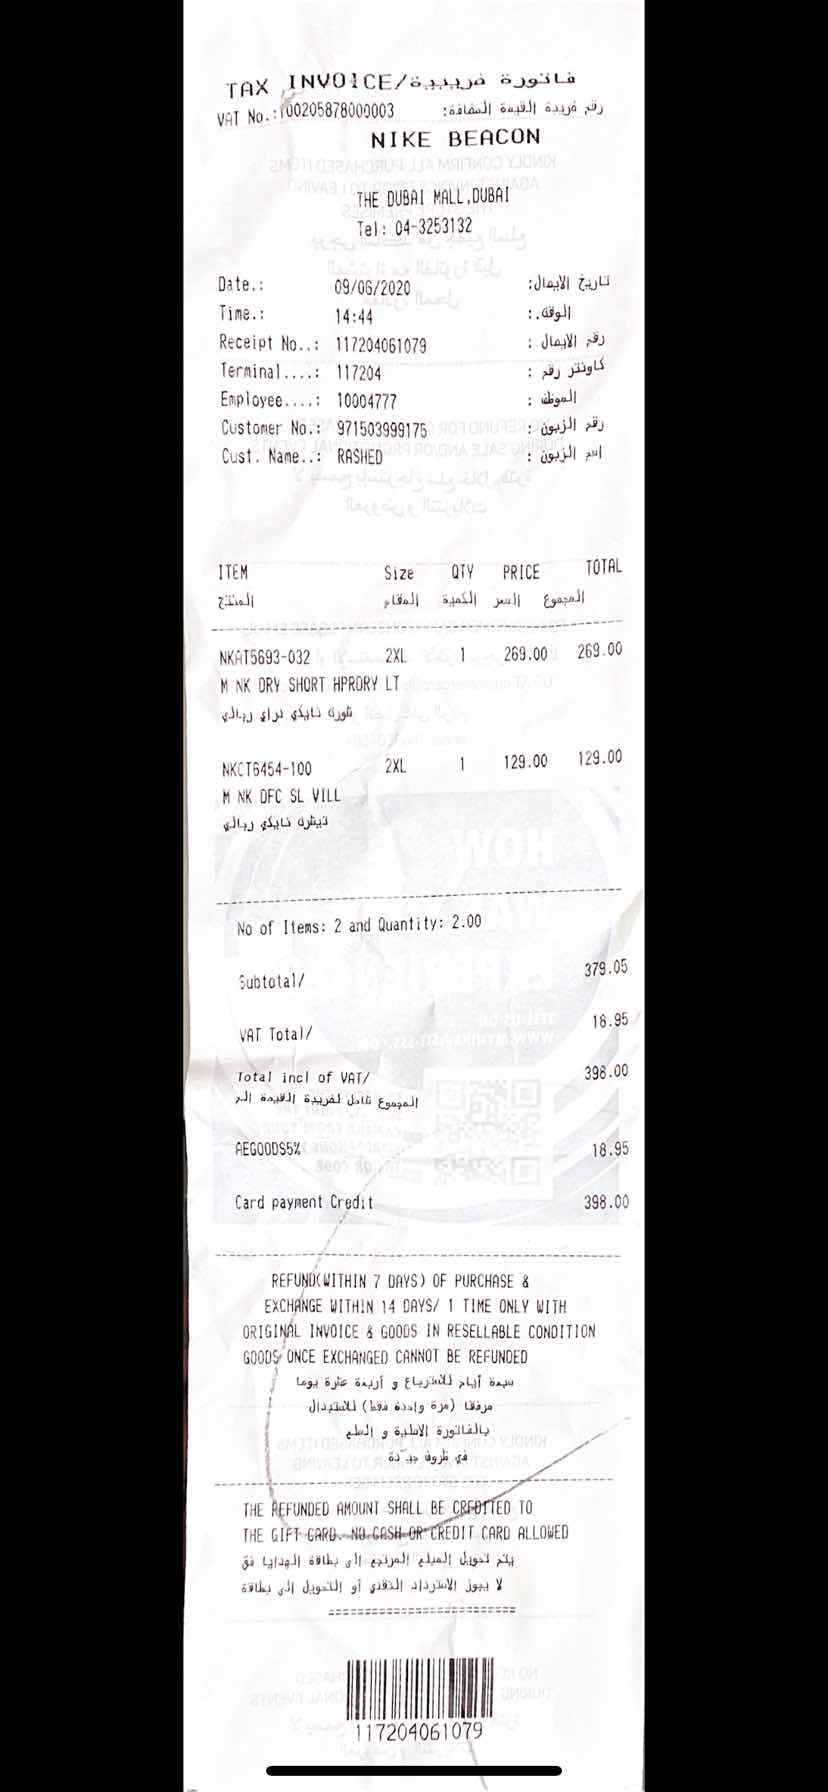 TAX INVOICE/فاتورة ضريبية
VAT No.:100205878000003 رقم ضريبة القيمة المضافة:
NIKE BEACON
THE DUBAI MALL,DUBAI
Tel: 04-3253132
Date.: 09/06/2020 تاريخ الايصال:
Time.: 14:44 الوقت.:
Receipt No..: 117204061079 رقم الايصال :
Terminal....: 117204 كاونتر رقم :
Employee....: 10004777 الموظف :
Customer No.: 971503999175 رقم الزبون :
Cust. Name..: RASHED اسم الزبون :
ITEM Size QTY PRICE TOTAL
المنتج المقاس الكمية السعر المجموع
NKAT5693-032 2XL 1 269.00 269.00
M NK DRY SHORT HPRDRY LT
شورت نايكي دراي رجالي
NKCT6454-100 2XL 1 129.00 129.00
M NK DFC SL VILL
تيشرت نايكي رجالي
No of Items: 2 and Quantity: 2.00
Subtotal/ 379.05
VAT Total/ 18.95
Total incl of VAT/ 398.00
المجموع شامل لضريبة القيمة الم
AEGOODS5% 18.95
Card payment Credit 398.00
REFUND(WITHIN 7 DAYS) OF PURCHASE &
EXCHANGE WITHIN 14 DAYS/ 1 TIME ONLY WITH
ORIGINAL INVOICE & GOODS IN RESELLABLE CONDITION
GOODS ONCE EXCHANGED CANNOT BE REFUNDED
سبعة أيام للاسترجاع و أربعة عشرة يوما
مرفقا (مرة واحدة فقط) للاستبدال
بالفاتورة الاصلية و السلع
في ظروف جيدة
THE REFUNDED AMOUNT SHALL BE CREDITED TO
THE GIFT CARD. NO CASH OR CREDIT CARD ALLOWED
يتم تحويل المبلغ المرتجع الى بطاقة الهدايا فق
لا يجوز الاسترداد النقدي أو التحويل الى بطاقة
117204061079